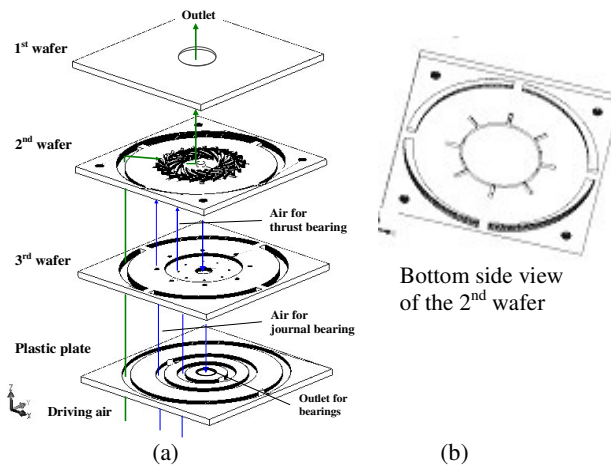 Outlet
1st wafer
2nd wafer
Air for
thrust bearing
3rd wafer
Air for
journal bearing
Plastic plate
Outlet for
bearings
Driving air
Z
Y
X
(a)
Bottom side view
of the 2nd wafer
(b)